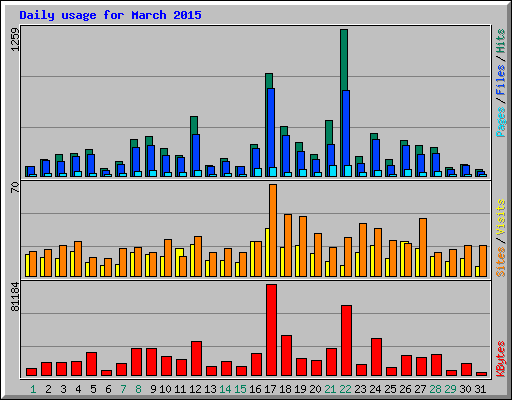 Daily usage for March 2015
1259
Pages / Files / Hits
70
Sites / Visits
81184
KBytes
1 2 3 4 5 6 7 8 9 10 11 12 13 14 15 16 17 18 19 20 21 22 23 24 25 26 27 28 29 30 31